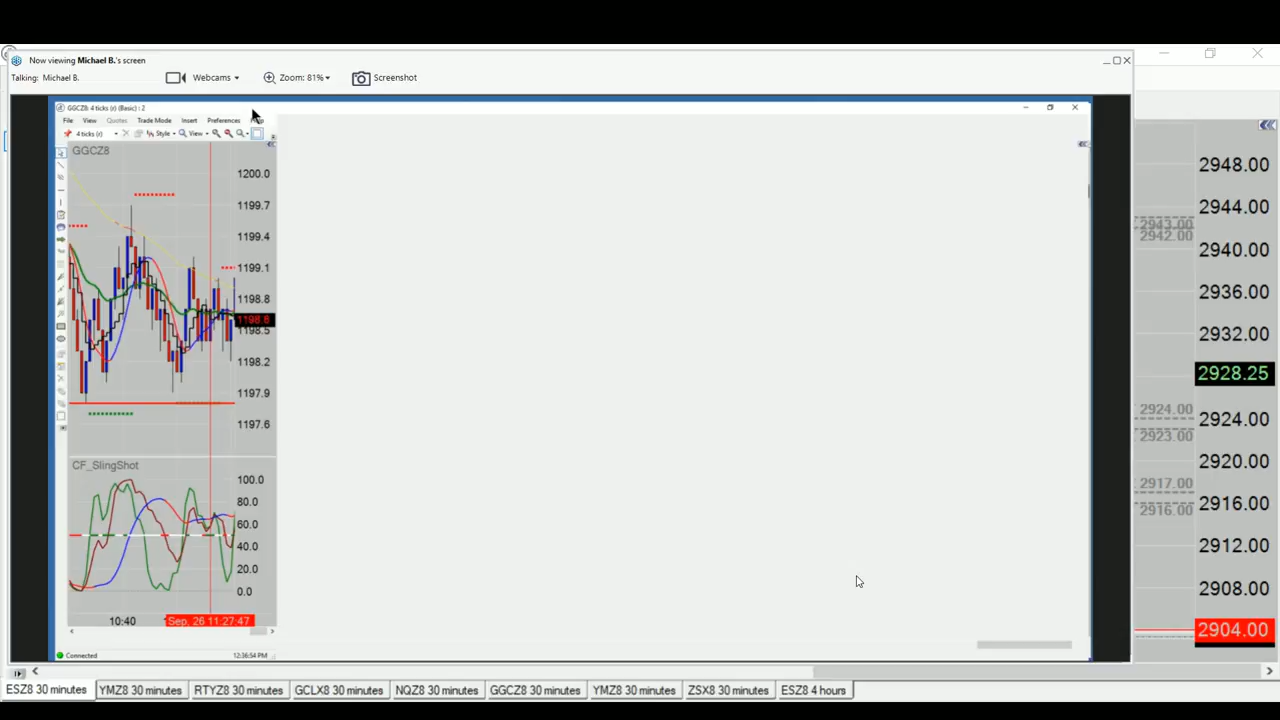 Now viewing Michael B.'s screen
Talking: Michael B.
Webcams
Zoom: 81%
Screenshot
GGCZ8: 4 ticks (r) (Basic) : 2
File View Quotes Trade Mode Insert Preferences
4 ticks (r) Style View
GGCZ8
1200.0
1199.7
1199.4
1199.1
1198.8
1198.8
1198.5
1198.2
1197.9
1197.6
CF_SlingShot
100.0
80.0
60.0
40.0
20.0
0.0
10:40
Sep, 26 11:27:47
Connected
12:36:54 PM
2948.00
2944.00
2943.00
2942.00
2940.00
2936.00
2932.00
2928.25
2924.00
2924.00
2923.00
2920.00
2917.00
2916.00
2916.00
2912.00
2908.00
2904.00
ESZ8 30 minutes YMZ8 30 minutes RTYZ8 30 minutes GCLX8 30 minutes NQZ8 30 minutes GGCZ8 30 minutes YMZ8 30 minutes ZSX8 30 minutes ESZ8 4 hours